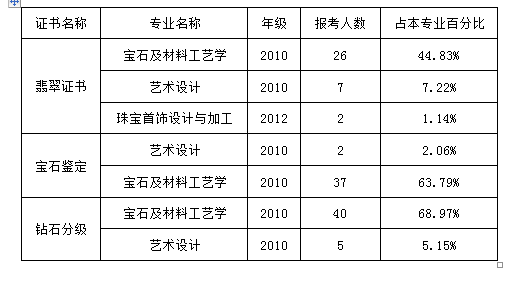 证书名称 专业名称 年级 报考人数 占本专业百分比
翡翠证书 宝石及材料工艺学 2010 26 44.83%
艺术设计 2010 7 7.22%
珠宝首饰设计与加工 2012 2 1.14%
宝石鉴定 艺术设计 2010 2 2.06%
宝石及材料工艺学 2010 37 63.79%
钻石分级 宝石及材料工艺学 2010 40 68.97%
艺术设计 2010 5 5.15%